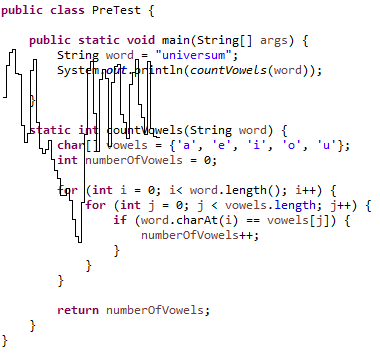 public class PreTest {
public static void main(String[] args) {
String word = "universum";
System.out.println(countVowels(word));
}
static int countVowels(String word) {
char[] vowels = {'a', 'e', 'i', 'o', 'u'};
int numberOfVowels = 0;
for (int i = 0; i< word.length(); i++) {
for (int j = 0; j < vowels.length; j++) {
if (word.charAt(i) == vowels[j]) {
numberOfVowels++;
}
}
}
return numberOfVowels;
}
}